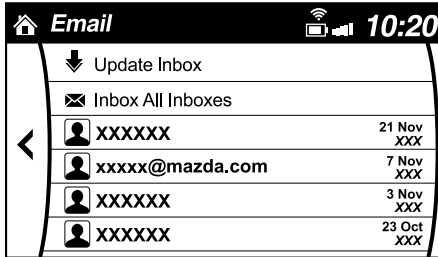 Email 10:20
Update Inbox
Inbox All Inboxes
XXXXXX 21 Nov
XXX
xxxxx@mazda.com 7 Nov
XXX
XXXXXX 3 Nov
XXX
XXXXXX 23 Oct
XXX